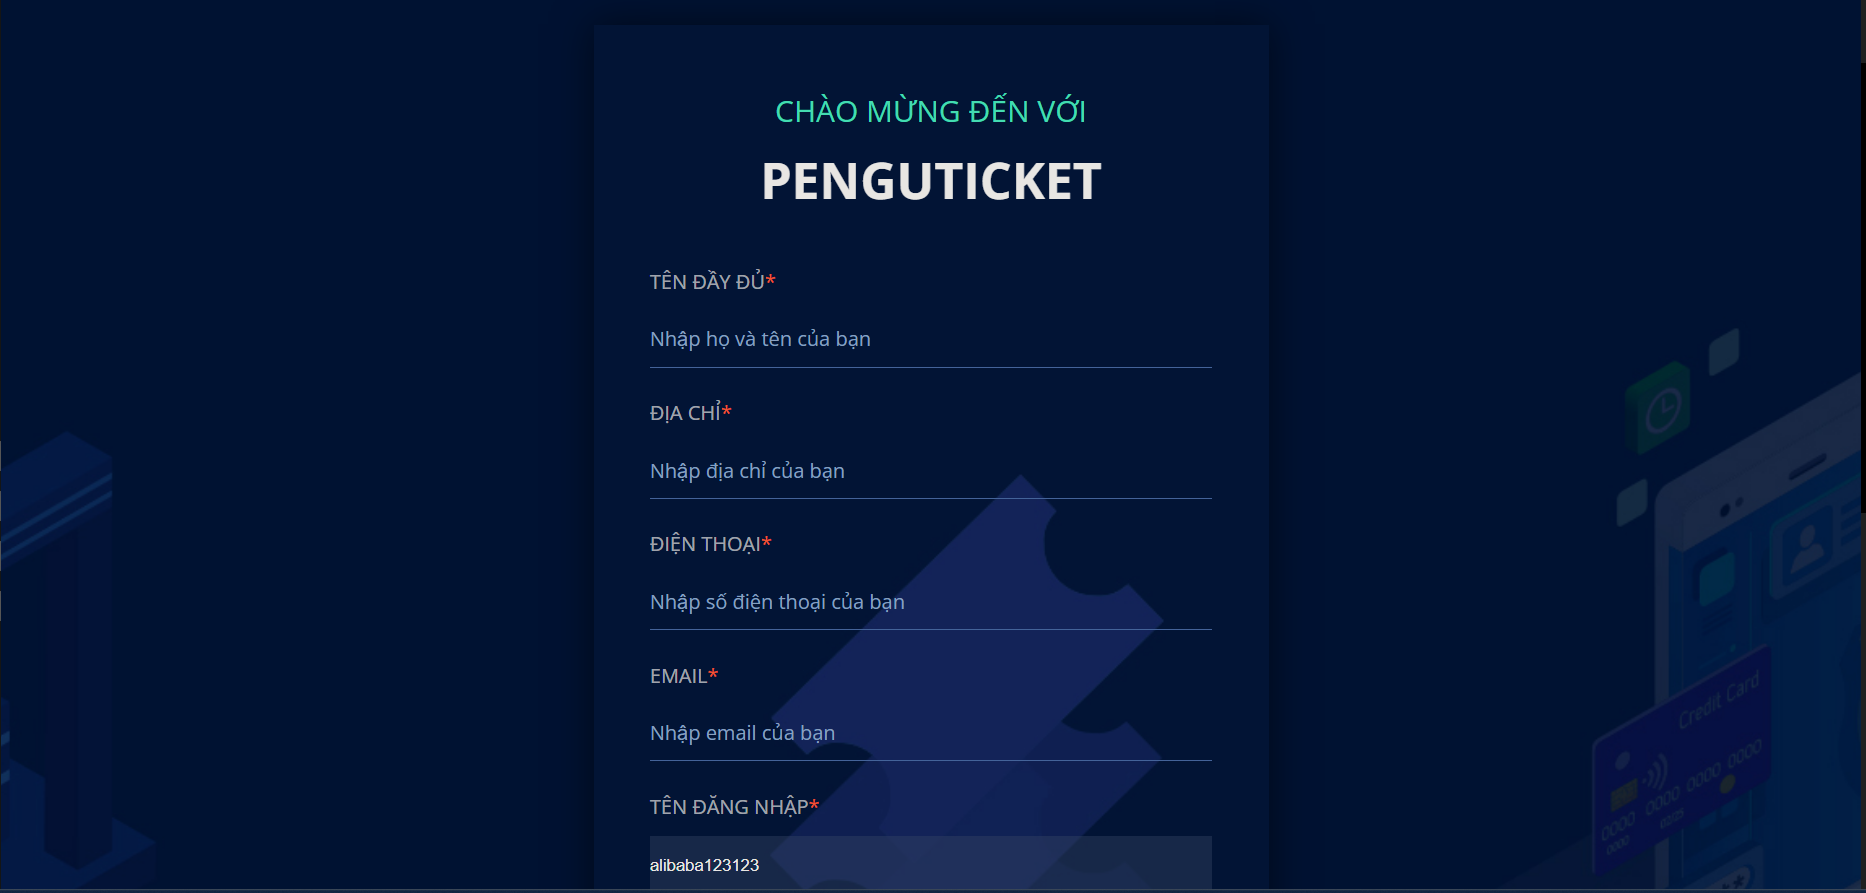 CHÀO MỪNG ĐẾN VỚI
PENGUTICKET
TÊN ĐẦY ĐỦ*
Nhập họ và tên của bạn
ĐỊA CHỈ*
Nhập địa chỉ của bạn
ĐIỆN THOẠI*
Nhập số điện thoại của bạn
EMAIL*
Nhập email của bạn
TÊN ĐĂNG NHẬP*
alibaba123123
Credit Card
0000 0000 0000 0000
0000